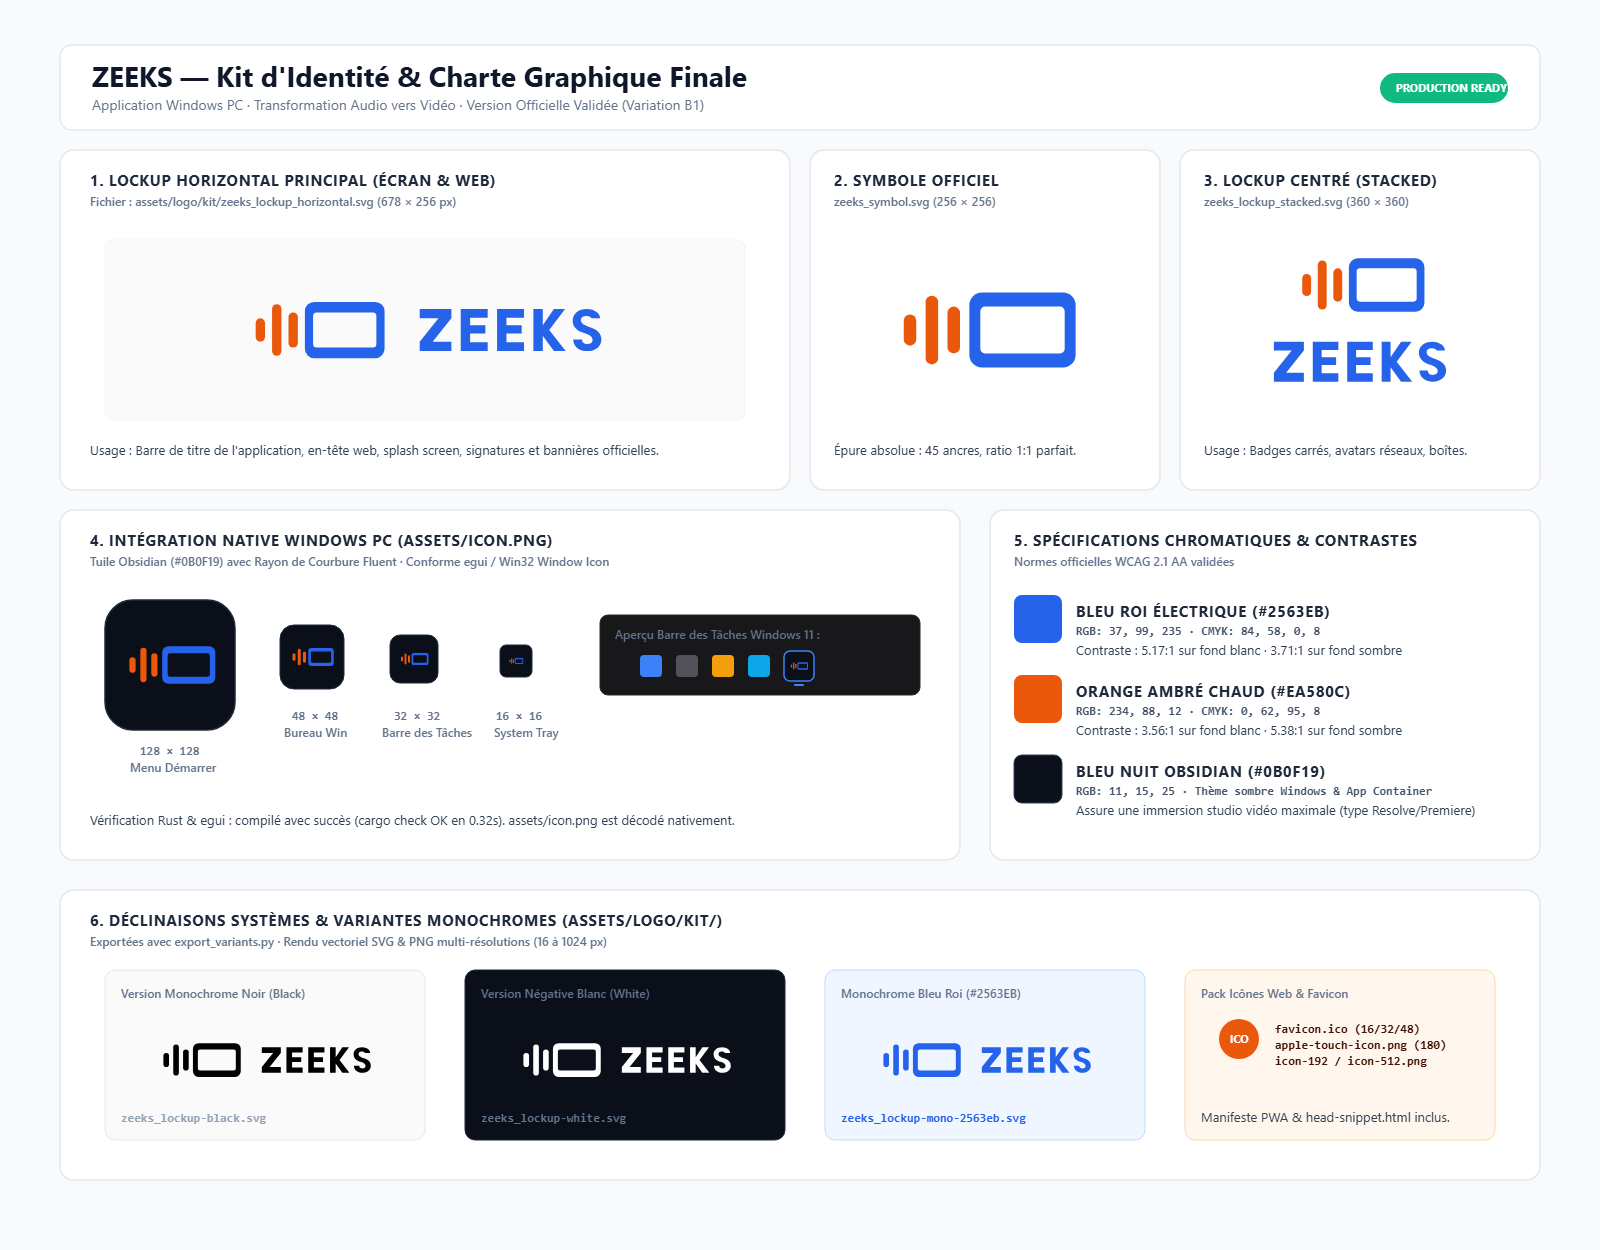 ZEEKS — Kit d'Identité & Charte Graphique Finale
Application Windows PC · Transformation Audio vers Vidéo · Version Officielle Validée (Variation B1)
PRODUCTION READY
1. LOCKUP HORIZONTAL PRINCIPAL (ÉCRAN & WEB)
Fichier : assets/logo/kit/zeeks_lockup_horizontal.svg (678 × 256 px)
ZEEKS
Usage : Barre de titre de l'application, en-tête web, splash screen, signatures et bannières officielles.
2. SYMBOLE OFFICIEL
zeeks_symbol.svg (256 × 256)
Épure absolue : 45 ancres, ratio 1:1 parfait.
3. LOCKUP CENTRÉ (STACKED)
zeeks_lockup_stacked.svg (360 × 360)
ZEEKS
Usage : Badges carrés, avatars réseaux, boîtes.
4. INTÉGRATION NATIVE WINDOWS PC (ASSETS/ICON.PNG)
Tuile Obsidian (#0B0F19) avec Rayon de Courbure Fluent · Conforme egui / Win32 Window Icon
128 × 128
Menu Démarrer
48 × 48
Bureau Win
32 × 32
Barre des Tâches
16 × 16
System Tray
Aperçu Barre des Tâches Windows 11 :
Vérification Rust & egui : compilé avec succès (cargo check OK en 0.32s). assets/icon.png est décodé nativement.
5. SPÉCIFICATIONS CHROMATIQUES & CONTRASTES
Normes officielles WCAG 2.1 AA validées
BLEU ROI ÉLECTRIQUE (#2563EB)
RGB: 37, 99, 235 · CMYK: 84, 58, 0, 8
Contraste : 5.17:1 sur fond blanc · 3.71:1 sur fond sombre
ORANGE AMBRÉ CHAUD (#EA580C)
RGB: 234, 88, 12 · CMYK: 0, 62, 95, 8
Contraste : 3.56:1 sur fond blanc · 5.38:1 sur fond sombre
BLEU NUIT OBSIDIAN (#0B0F19)
RGB: 11, 15, 25 · Thème sombre Windows & App Container
Assure une immersion studio vidéo maximale (type Resolve/Premiere)
6. DÉCLINAISONS SYSTÈMES & VARIANTES MONOCHROMES (ASSETS/LOGO/KIT/)
Exportées avec export_variants.py · Rendu vectoriel SVG & PNG multi-résolutions (16 à 1024 px)
Version Monochrome Noir (Black)
ZEEKS
zeeks_lockup-black.svg
Version Négative Blanc (White)
ZEEKS
zeeks_lockup-white.svg
Monochrome Bleu Roi (#2563EB)
ZEEKS
zeeks_lockup-mono-2563eb.svg
Pack Icônes Web & Favicon
ICO
favicon.ico (16/32/48)
apple-touch-icon.png (180)
icon-192 / icon-512.png
Manifeste PWA & head-snippet.html inclus.